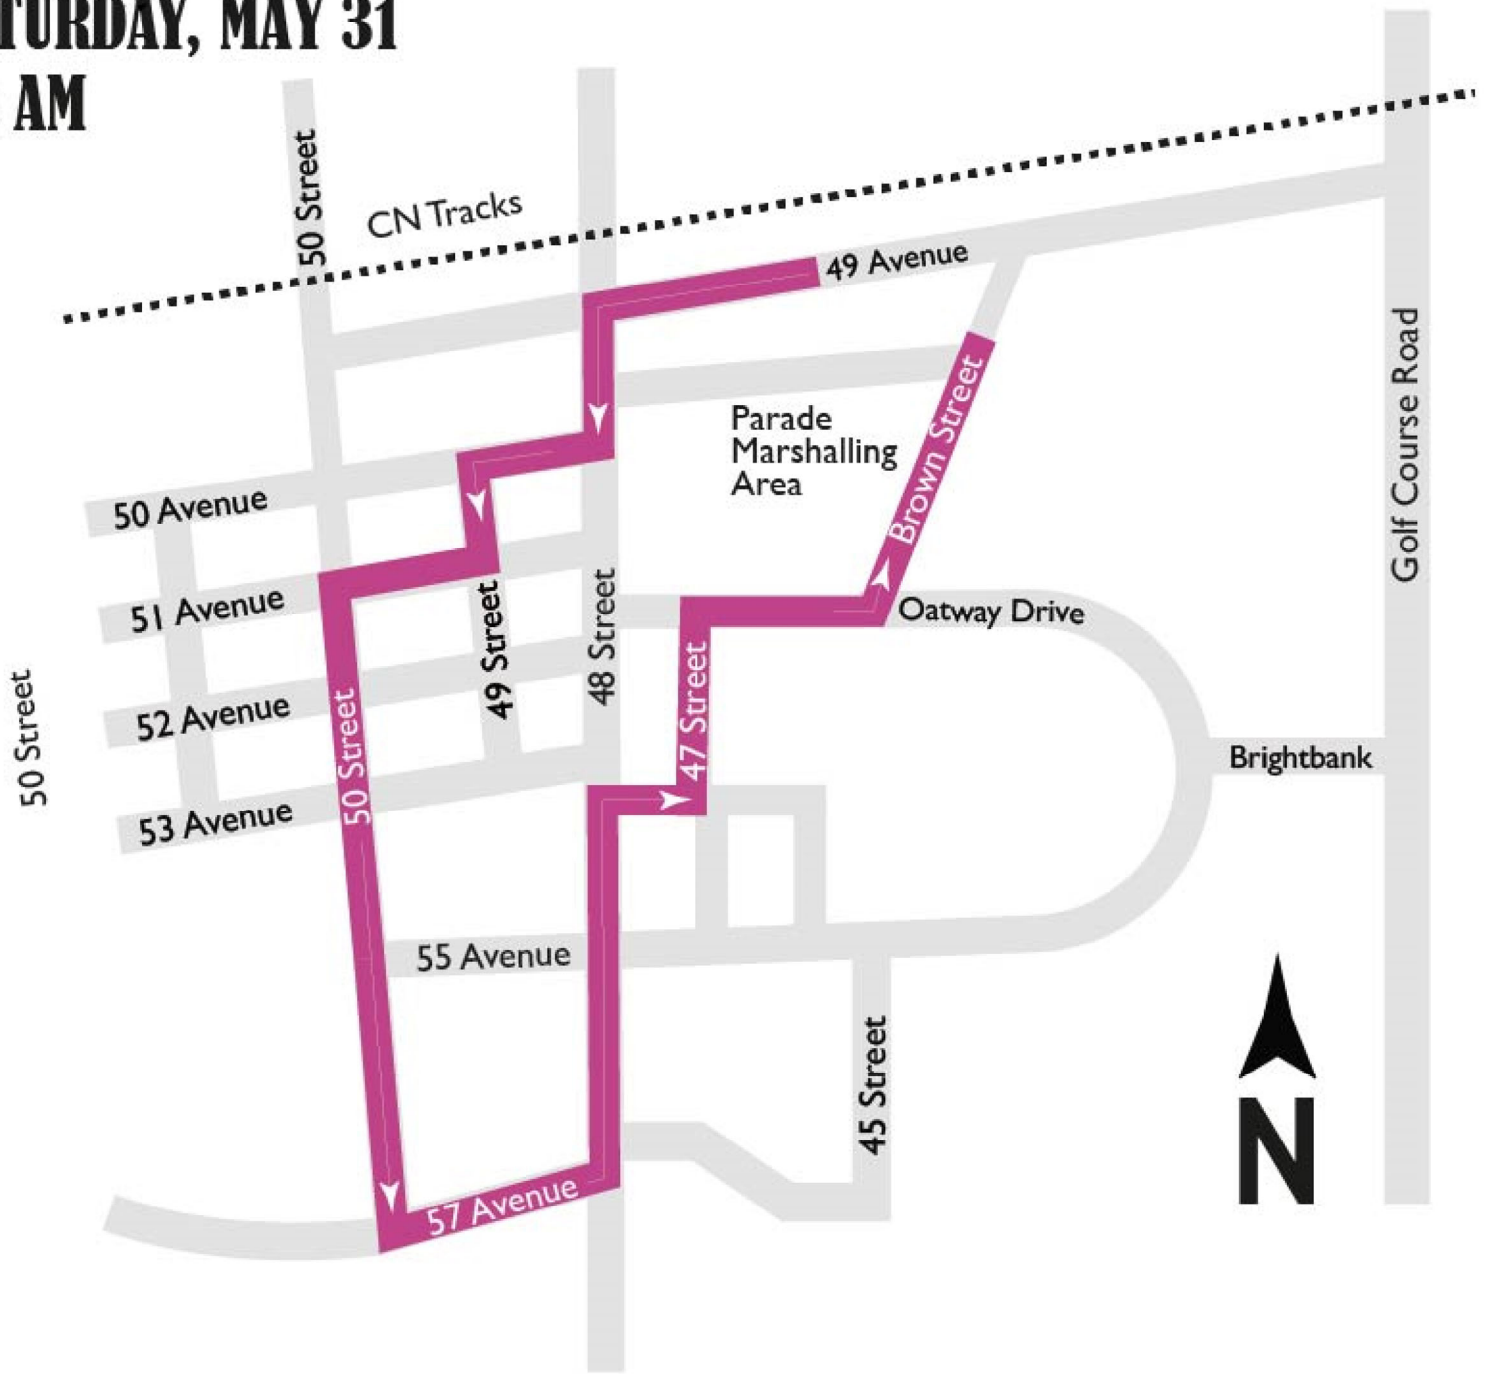 TURDAY, MAY 31
AM
50 Street
CN Tracks
49 Avenue
Parade
Marshalling
Area
Brown Street
Golf Course Road
50 Avenue
51 Avenue
49 Street
48 Street
Oatway Drive
47 Street
50 Street
52 Avenue
50 Street
53 Avenue
Brightbank
55 Avenue
45 Street
57 Avenue
N